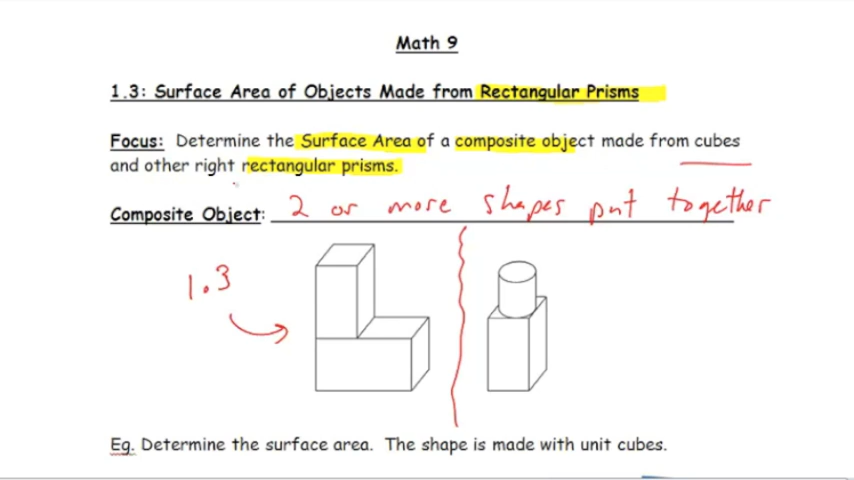 Math 9
1.3: Surface Area of Objects Made from Rectangular Prisms
Focus: Determine the Surface Area of a composite object made from cubes
and other right rectangular prisms.
Composite Object: 2 or more shapes put together
1.3
Eg. Determine the surface area. The shape is made with unit cubes.